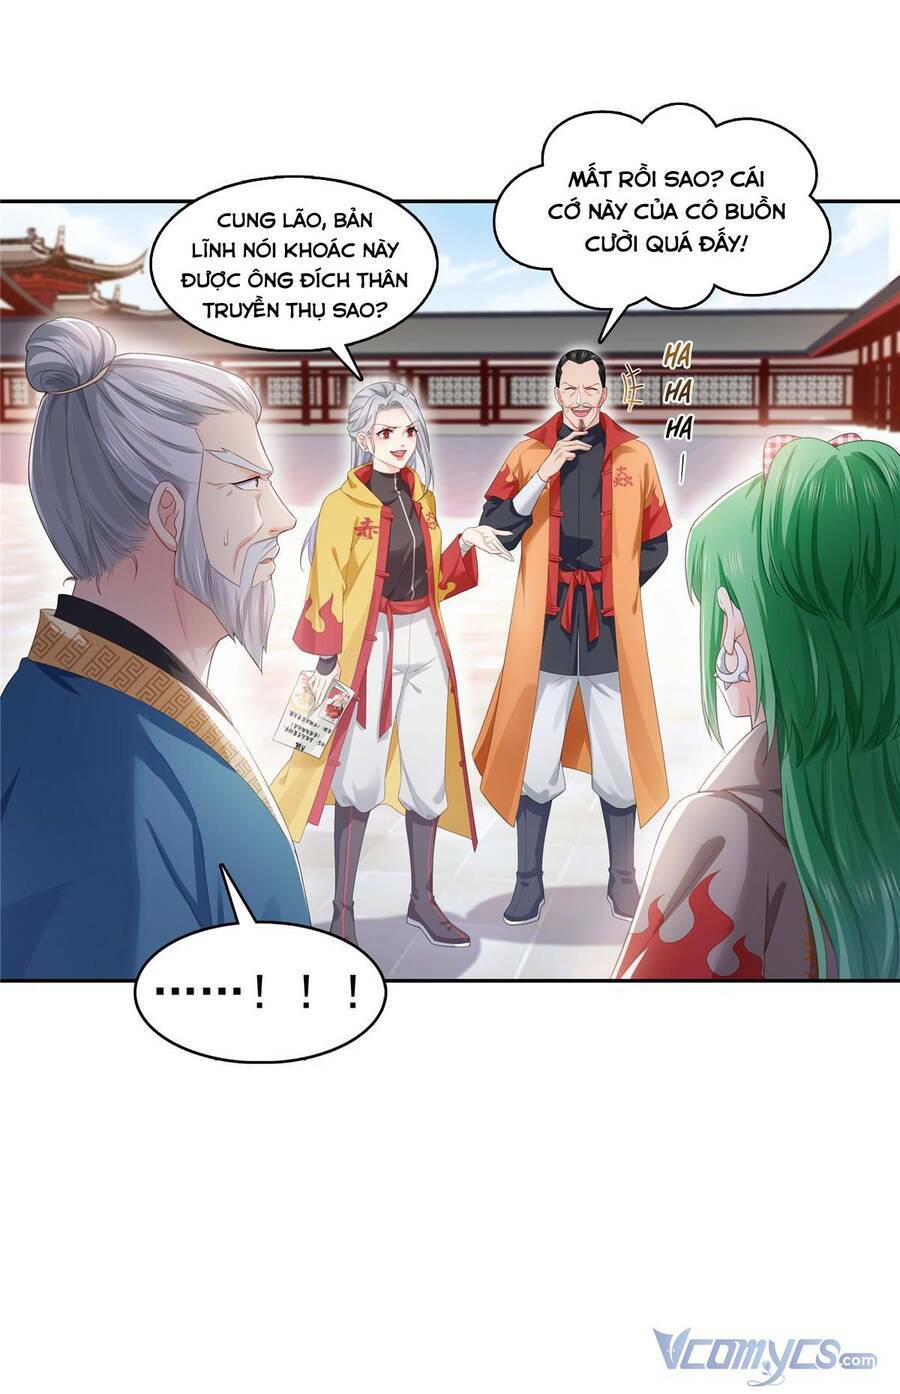 MẤT RỒI SAO? CÁI
CỚ NÀY CỦA CÔ BUỒN
CƯỜI QUÁ ĐẤY!
CUNG LÃO, BẢN
LĨNH NÓI KHOÁC NÀY
ĐƯỢC ÔNG ĐÍCH THÂN
TRUYỀN THỤ SAO?
HA
HA
HA
......! ! !
Vcomycs.com